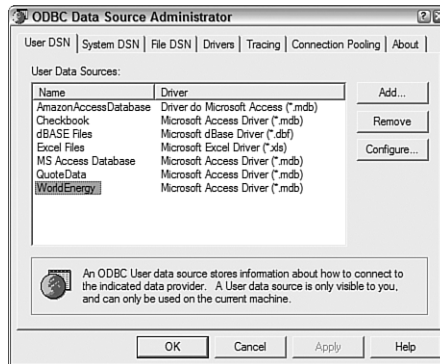 ODBC Data Source Administrator
User DSN System DSN File DSN Drivers Tracing Connection Pooling About
User Data Sources:
Name Driver
AmazonAccessDatabase Driver do Microsoft Access (*.mdb)
Checkbook Microsoft Access Driver (*.mdb)
dBASE Files Microsoft dBase Driver (*.dbf)
Excel Files Microsoft Excel Driver (*.xls)
MS Access Database Microsoft Access Driver (*.mdb)
QuoteData Microsoft Access Driver (*.mdb)
WorldEnergy Microsoft Access Driver (*.mdb)
Add...
Remove
Configure...
An ODBC User data source stores information about how to connect to
the indicated data provider. A User data source is only visible to you,
and can only be used on the current machine.
OK Cancel Apply Help